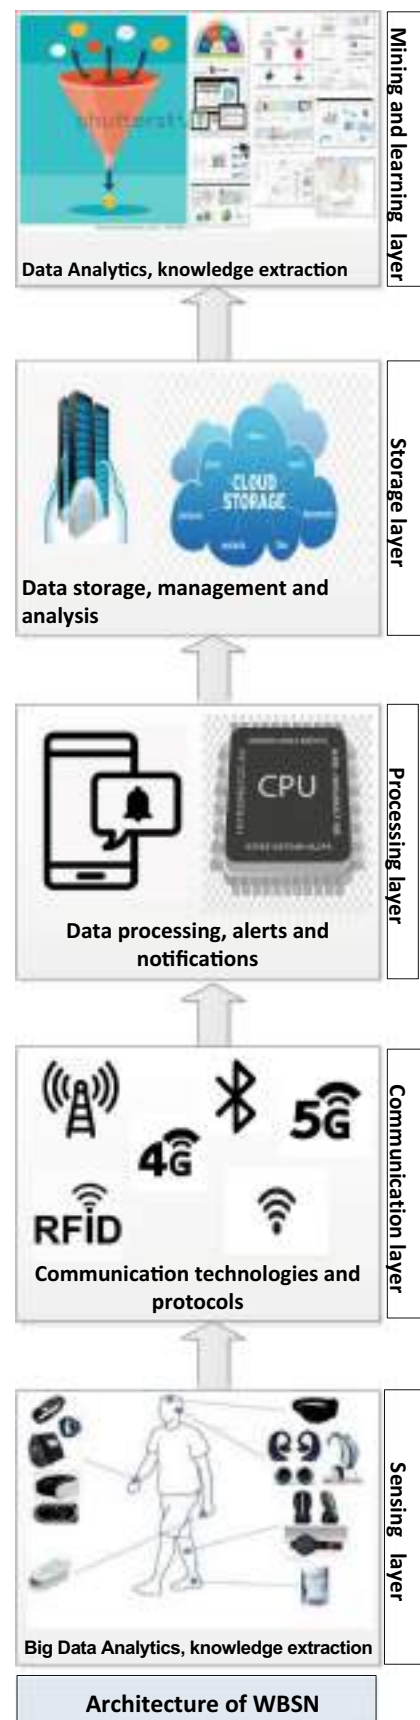 Mining and learning layer
shutterst
Data Analytics, knowledge extraction
Storage layer
CLOUD
STORAGE
Data storage, management and
analysis
Processing layer
CPU
Data processing, alerts and
notifications
Communication layer
5G
4G
RFID
Communication technologies and
protocols
Sensing layer
Big Data Analytics, knowledge extraction
Architecture of WBSN